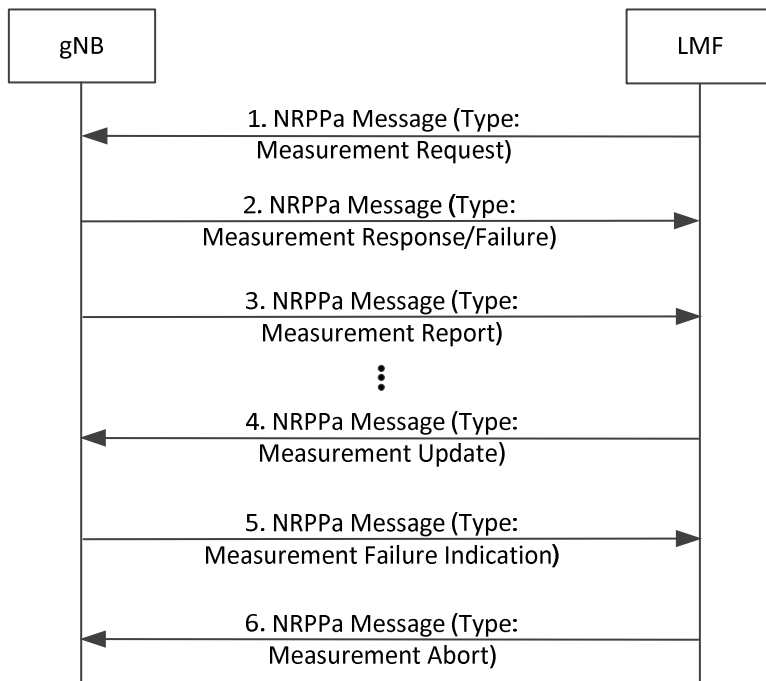 gNB
LMF
1. NRPPa Message (Type:
Measurement Request)
2. NRPPa Message (Type:
Measurement Response/Failure)
3. NRPPa Message (Type:
Measurement Report)
4. NRPPa Message (Type:
Measurement Update)
5. NRPPa Message (Type:
Measurement Failure Indication)
6. NRPPa Message (Type:
Measurement Abort)